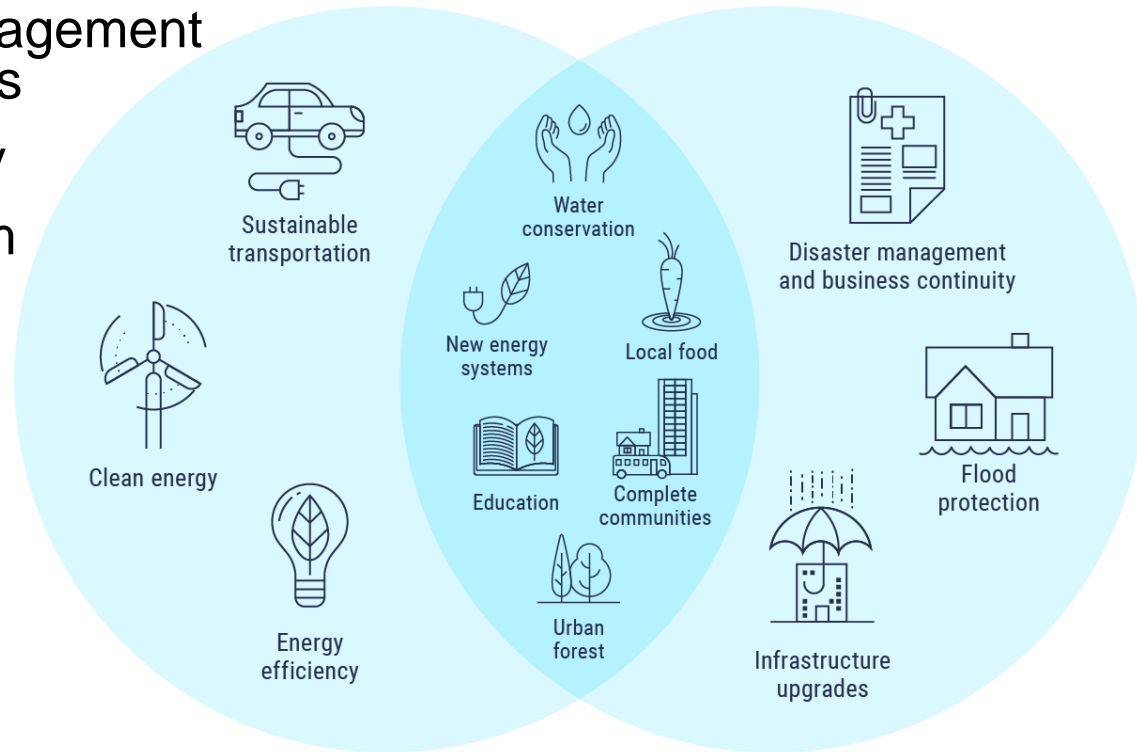 agement
s
y
n
Sustainable
transportation
Clean energy
Energy
efficiency
Water
conservation
New energy
systems
Local food
Education
Complete
communities
Urban
forest
Disaster management
and business continuity
Flood
protection
Infrastructure
upgrades